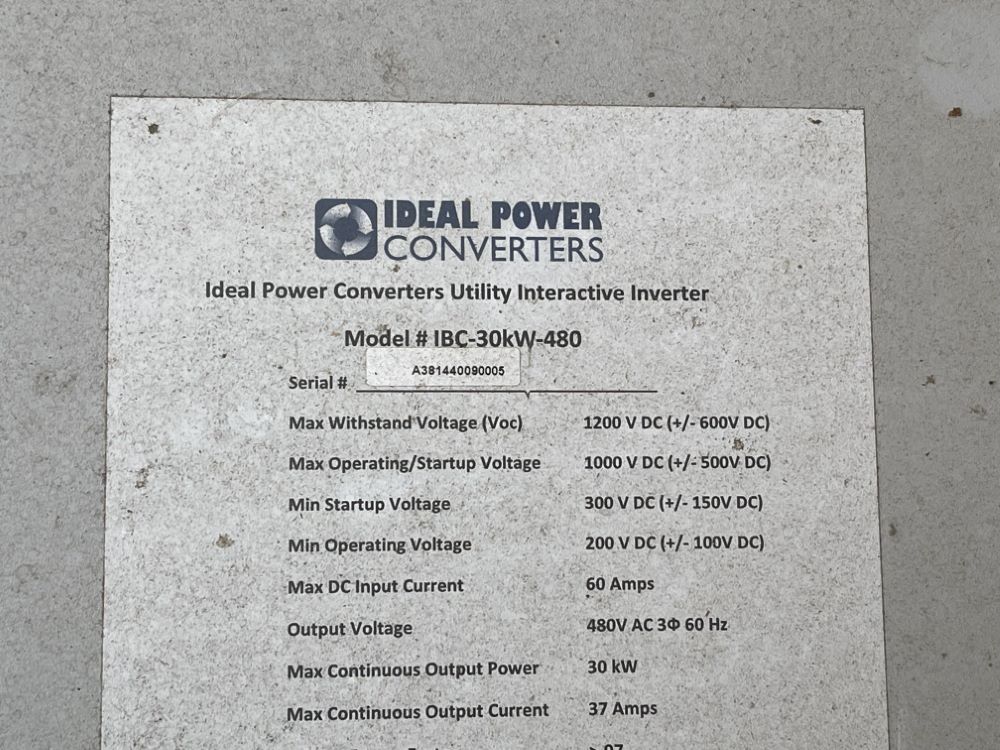 IDEAL POWER
CONVERTERS
Ideal Power Converters Utility Interactive Inverter
Model # IBC-30kW-480
Serial # A381440090005
Max Withstand Voltage (Voc) 1200 V DC (+/- 600V DC)
Max Operating/Startup Voltage 1000 V DC (+/- 500V DC)
Min Startup Voltage 300 V DC (+/- 150V DC)
Min Operating Voltage 200 V DC (+/- 100V DC)
Max DC Input Current 60 Amps
Output Voltage 480V AC 3Φ 60 Hz
Max Continuous Output Power 30 kW
Max Continuous Output Current 37 Amps